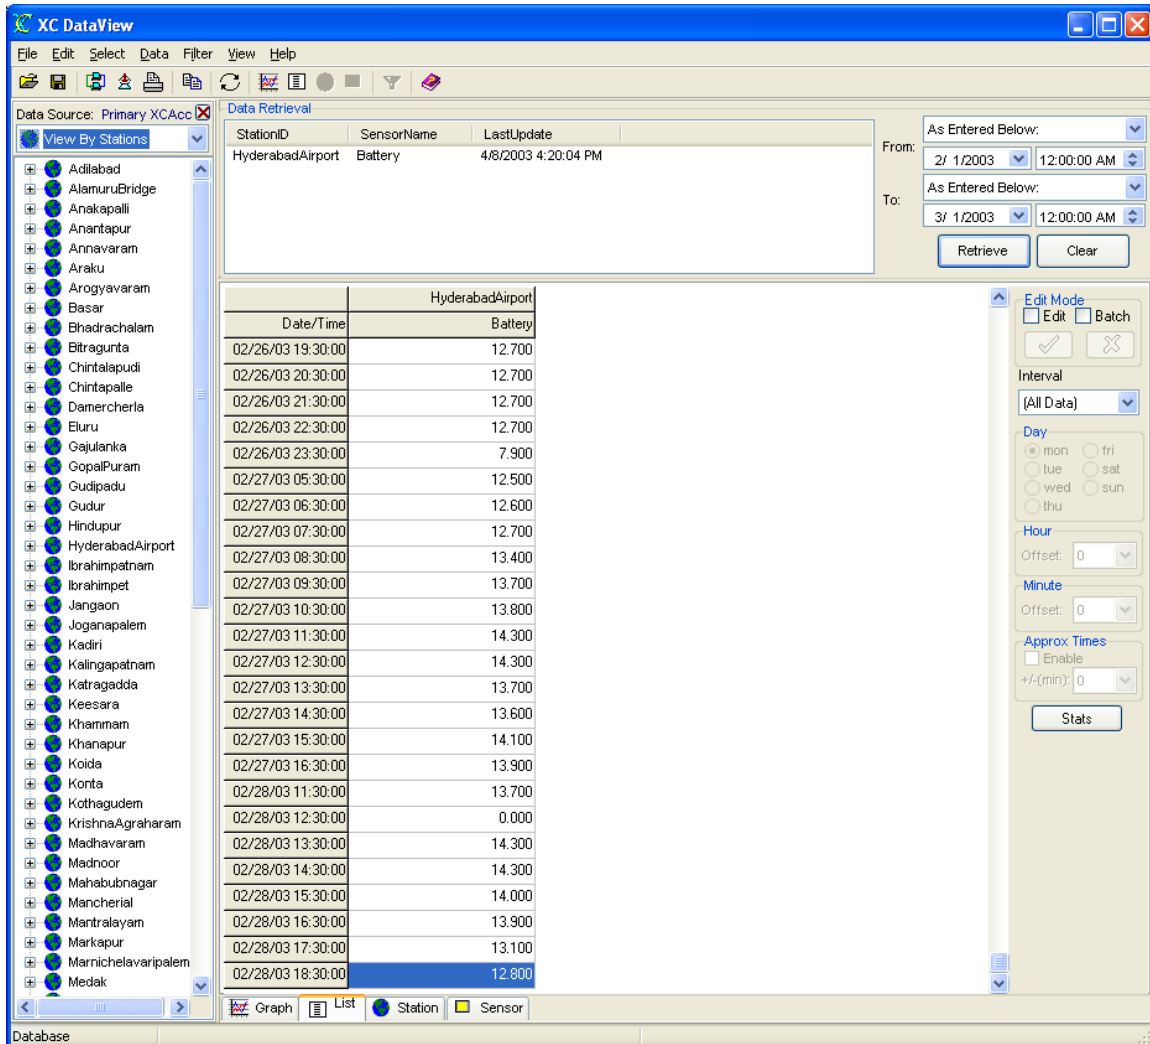 XC DataView
File Edit Select Data Filter View Help
Data Source: Primary XCAcc
View By Stations
Adilabad
AlamuruBridge
Anakapalli
Anantapur
Annavaram
Araku
Arogyavaram
Basar
Bhadrachalam
Bitragunta
Chintalapudi
Chintapalle
Damercherla
Eluru
Gajulanka
GopalPuram
Gudipadu
Gudur
Hindupur
HyderabadAirport
Ibrahimpatnam
Ibrahimpet
Jangaon
Joganapalem
Kadiri
Kalingapatnam
Katragadda
Keesara
Khammam
Khanapur
Koida
Konta
Kothagudem
KrishnaAgraharam
Madhavaram
Madnoor
Mahabubnagar
Mancherial
Mantralayam
Markapur
Marnichelavaripalem
Medak
Data Retrieval
StationID SensorName LastUpdate
HyderabadAirport Battery 4/8/2003 4:20:04 PM
From:
As Entered Below:
2/ 1/2003 12:00:00 AM
To:
As Entered Below:
3/ 1/2003 12:00:00 AM
Retrieve Clear
HyderabadAirport
Date/Time Battery
02/26/03 19:30:00 12.700
02/26/03 20:30:00 12.700
02/26/03 21:30:00 12.700
02/26/03 22:30:00 12.700
02/26/03 23:30:00 7.900
02/27/03 05:30:00 12.500
02/27/03 06:30:00 12.600
02/27/03 07:30:00 12.700
02/27/03 08:30:00 13.400
02/27/03 09:30:00 13.700
02/27/03 10:30:00 13.800
02/27/03 11:30:00 14.300
02/27/03 12:30:00 14.300
02/27/03 13:30:00 13.700
02/27/03 14:30:00 13.600
02/27/03 15:30:00 14.100
02/27/03 16:30:00 13.900
02/28/03 11:30:00 13.700
02/28/03 12:30:00 0.000
02/28/03 13:30:00 14.300
02/28/03 14:30:00 14.300
02/28/03 15:30:00 14.000
02/28/03 16:30:00 13.900
02/28/03 17:30:00 13.100
02/28/03 18:30:00 12.800
Edit Mode
Edit Batch
Interval
(All Data)
Day
mon fri
tue sat
wed sun
thu
Hour
Offset: 0
Minute
Offset: 0
Approx Times
Enable
+/-(min): 0
Stats
Graph List Station Sensor
Database